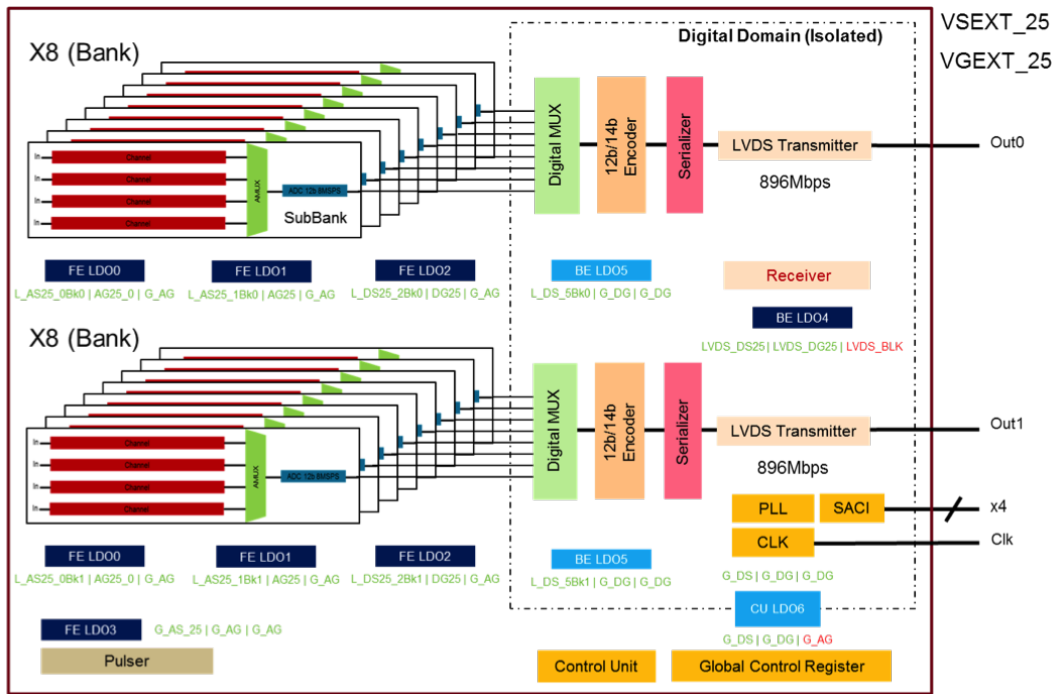 VSEXT_25
VGEXT_25
X8 (Bank)
Digital Domain (Isolated)
In
Channel
In
Channel
In
Channel
In
Channel
AMUX
ADC 12b 8MSPS
SubBank
Digital MUX
12b/14b
Encoder
Serializer
LVDS Transmitter
896Mbps
Out0
FE LDO0
L_AS25_0Bk0 | AG25_0 | G_AG
FE LDO1
L_AS25_1Bk0 | AG25 | G_AG
FE LDO2
L_DS25_2Bk0 | DG25 | G_AG
BE LDO5
L_DS_5Bk0 | G_DG | G_DG
Receiver
BE LDO4
LVDS_DS25 | LVDS_DG25 | LVDS_BLK
X8 (Bank)
In
Channel
In
Channel
In
Channel
In
Channel
AMUX
ADC 12b 8MSPS
Digital MUX
12b/14b
Encoder
Serializer
LVDS Transmitter
896Mbps
Out1
PLL
SACI
x4
CLK
Clk
G_DS | G_DG | G_DG
FE LDO0
L_AS25_0Bk1 | AG25_0 | G_AG
FE LDO1
L_AS25_1Bk1 | AG25 | G_AG
FE LDO2
L_DS25_2Bk1 | DG25 | G_AG
BE LDO5
L_DS_5Bk1 | G_DG | G_DG
CU LDO6
G_DS | G_DG | G_AG
FE LDO3
G_AS_25 | G_AG | G_AG
Pulser
Control Unit
Global Control Register